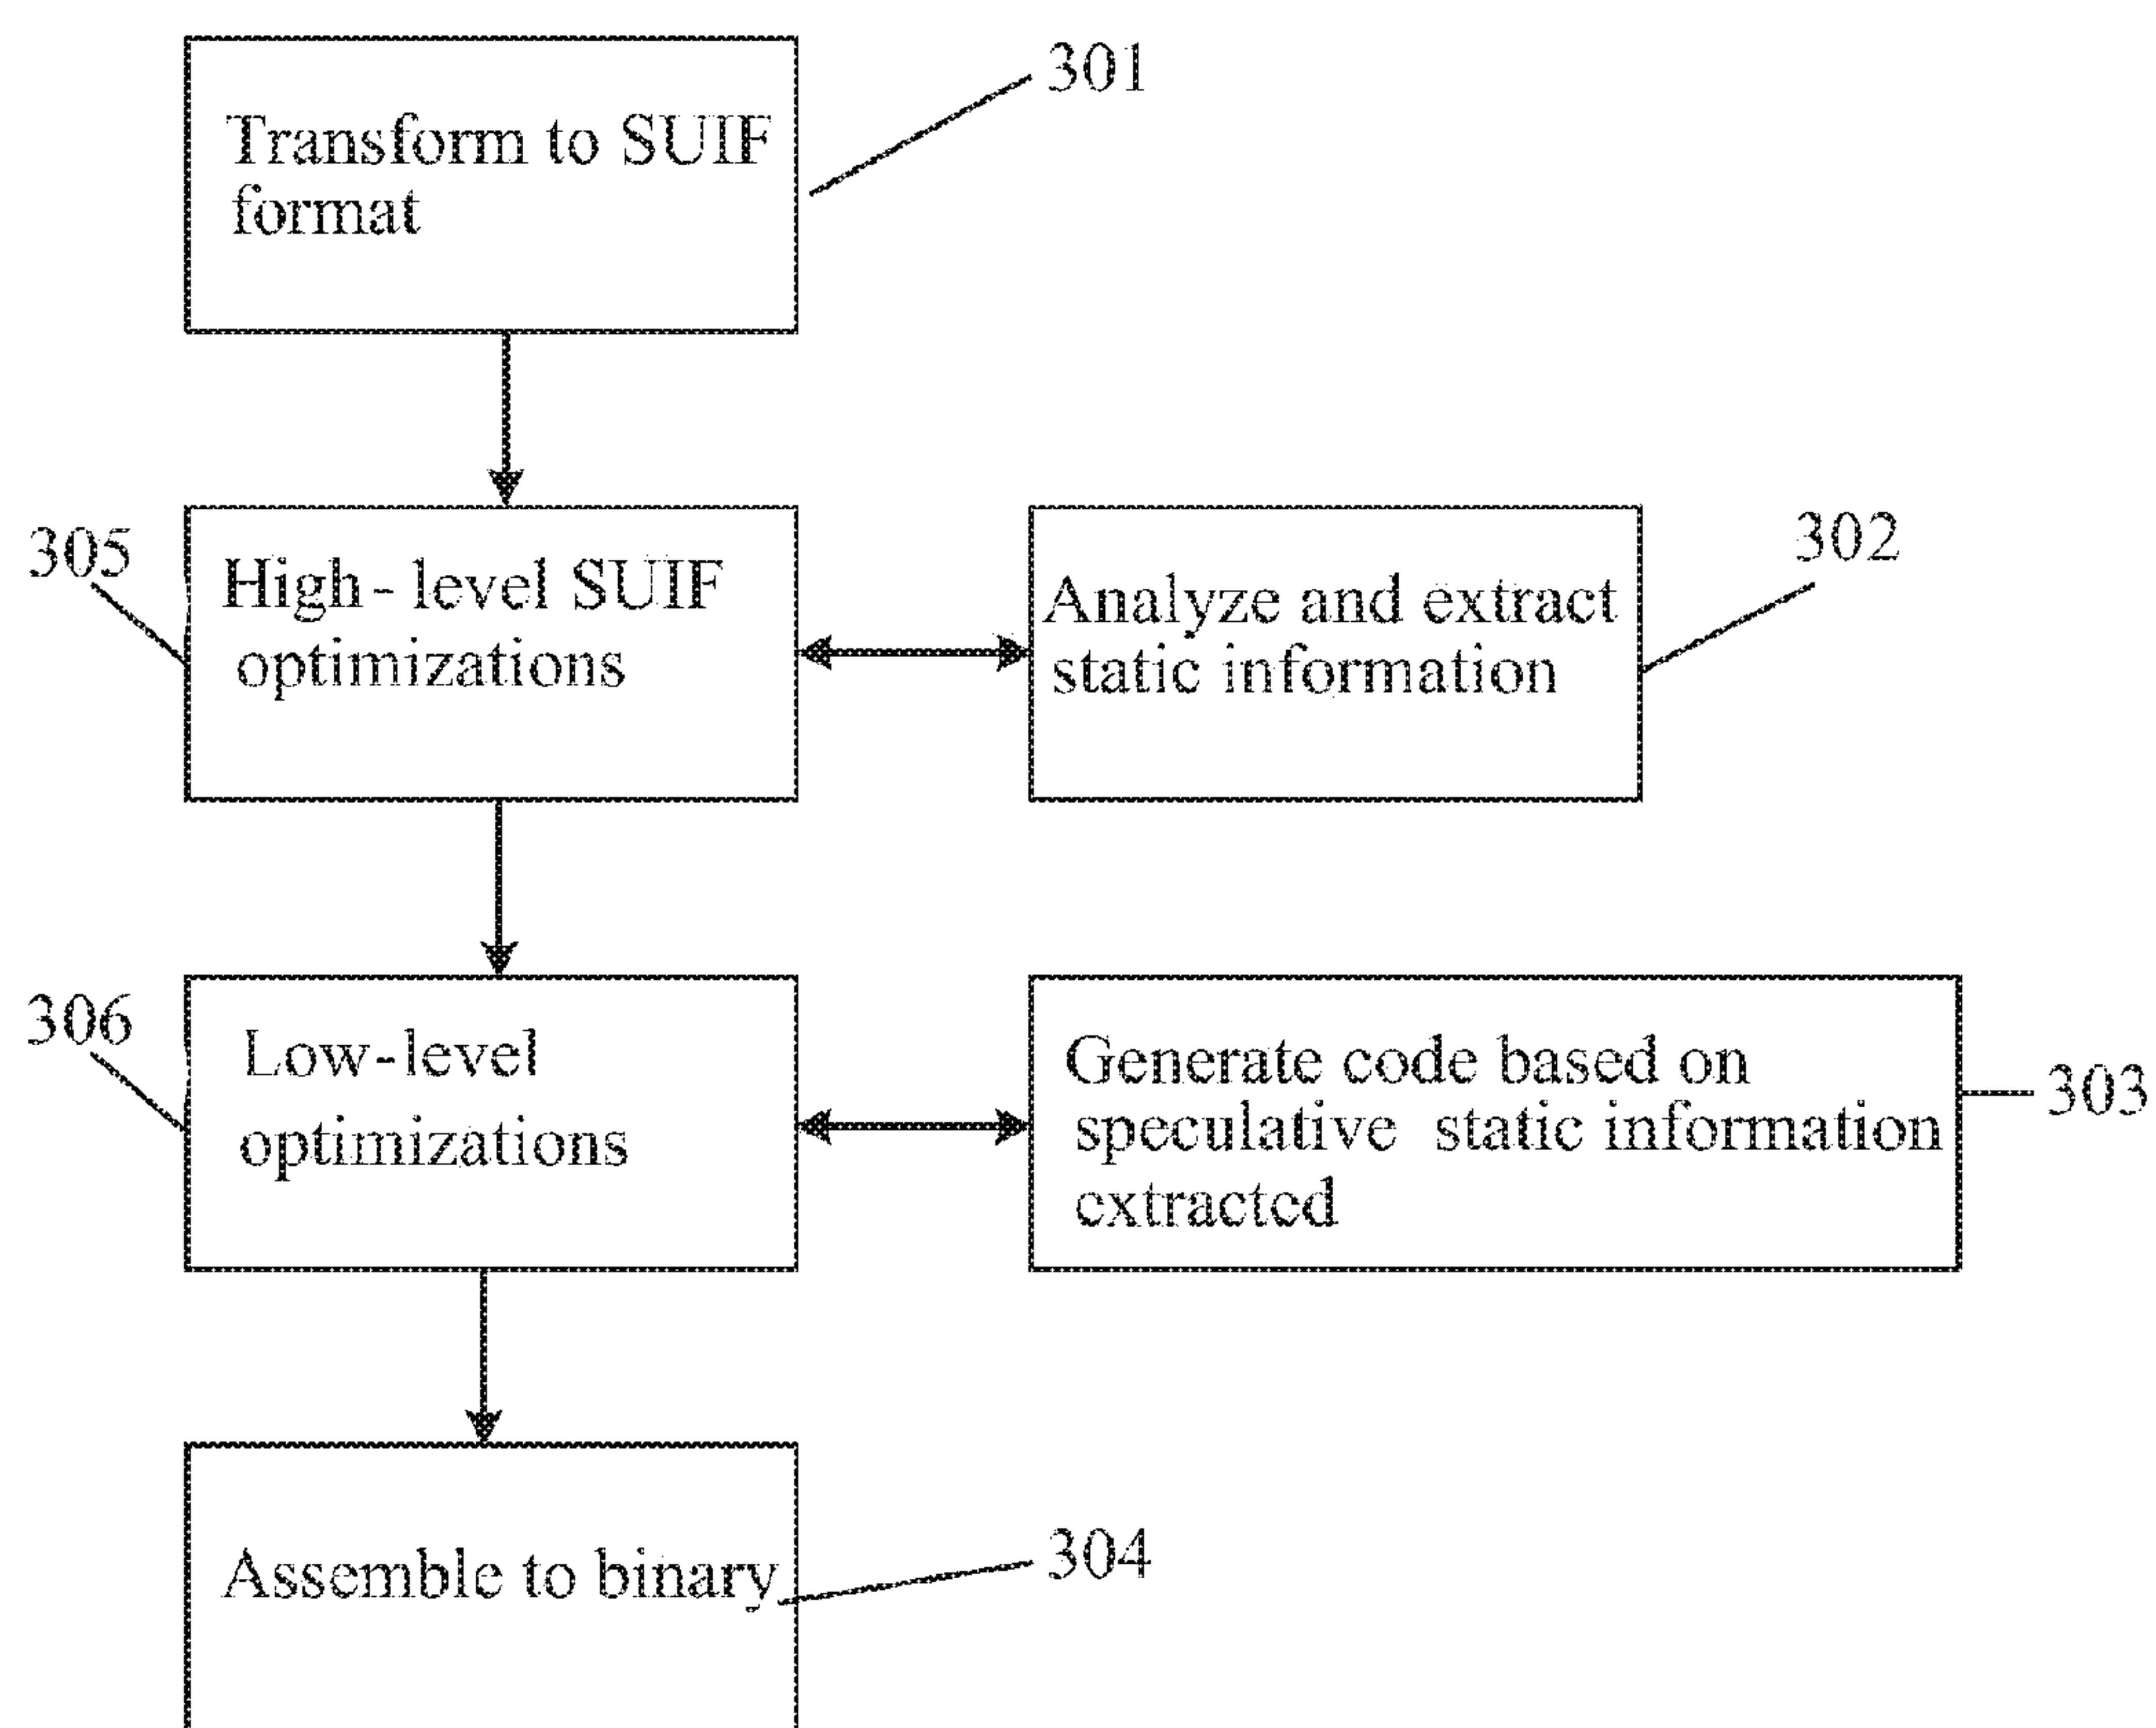 301
Transform to SUIF
format
305
High- level SUIF
optimizations
302
Analyze and extract
static information
306
Low-level
optimizations
303
Generate code based on
speculative static information
extracted
304
Assemble to binary